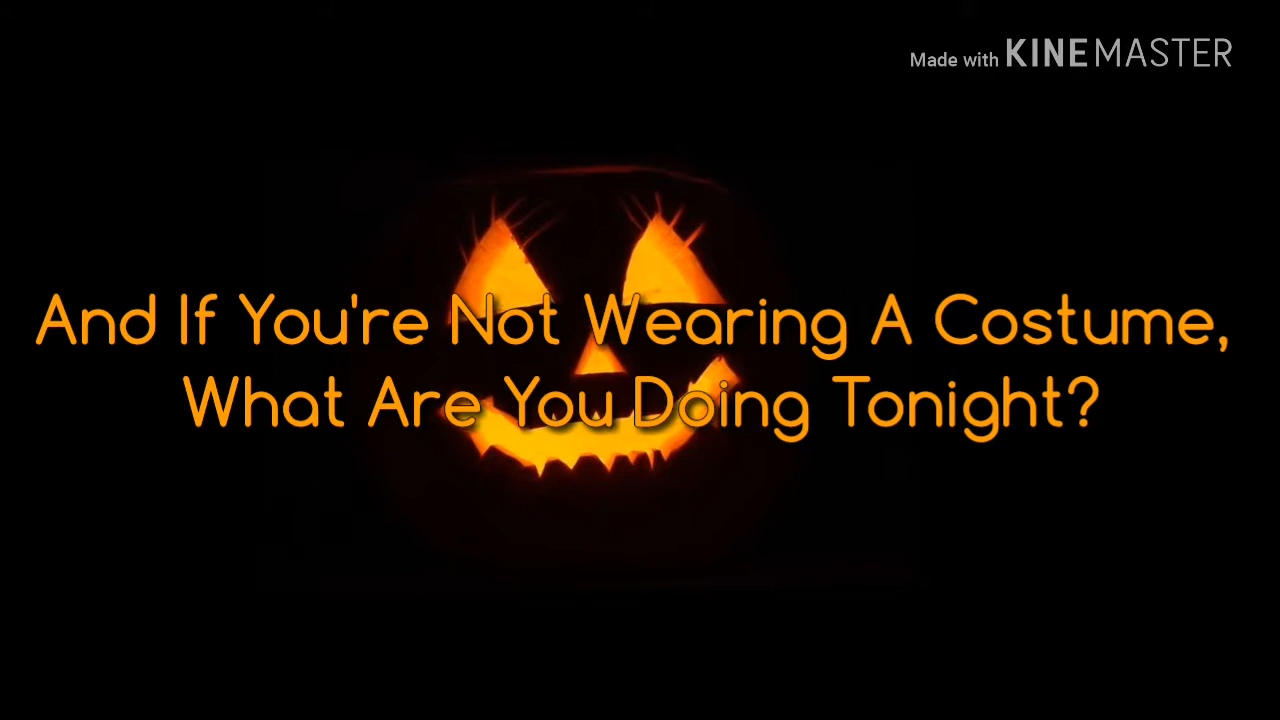 Made with KINEMASTER
And If You're Not Wearing A Costume,
What Are You Doing Tonight?